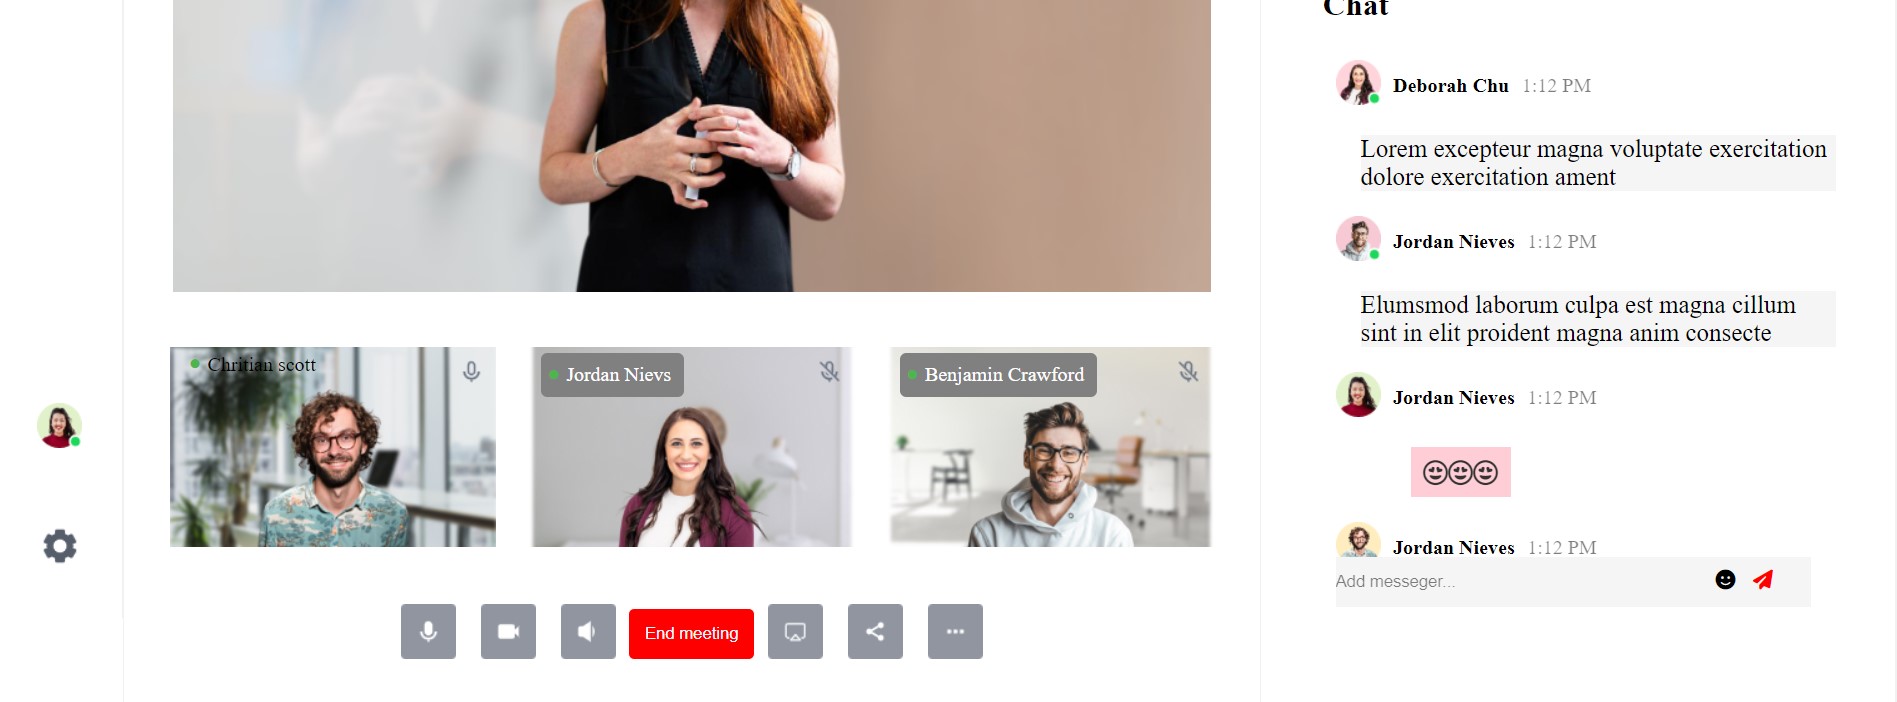 Chat
Deborah Chu 1:12 PM
Lorem excepteur magna voluptate exercitation
dolore exercitation ament
Jordan Nieves 1:12 PM
Elumsmod laborum culpa est magna cillum
sint in elit proident magna anim consecte
Jordan Nieves 1:12 PM
Jordan Nieves 1:12 PM
Add messeger...
Chritian scott
Jordan Nievs
Benjamin Crawford
End meeting